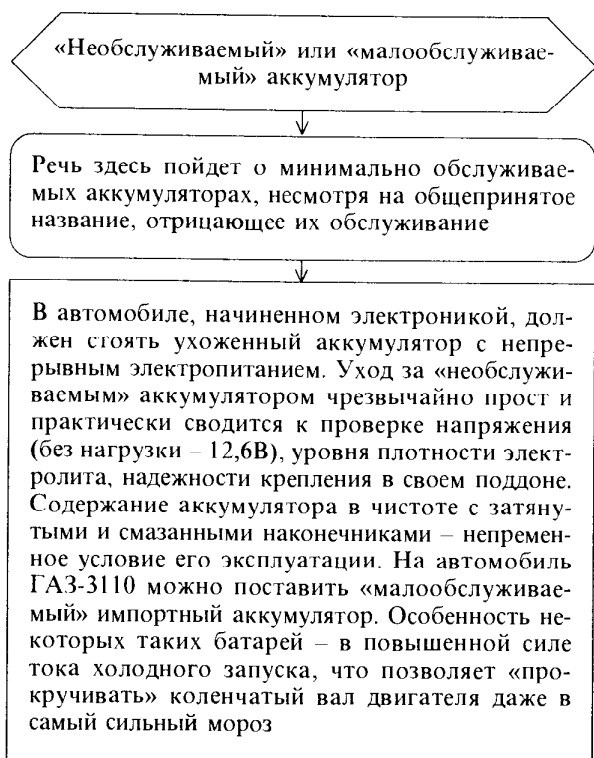 «Необслуживаемый» или «малообслуживае-
мый» аккумулятор
Речь здесь пойдет о минимально обслуживае-
мых аккумуляторах, несмотря на общепринятое
название, отрицающее их обслуживание
В автомобиле, начиненном электроникой, дол-
жен стоять ухоженный аккумулятор с непре-
рывным электропитанием. Уход за «необслужи-
ваемым» аккумулятором чрезвычайно прост и
практически сводится к проверке напряжения
(без нагрузки – 12,6В), уровня плотности элект-
ролита, надежности крепления в своем поддоне.
Содержание аккумулятора в чистоте с затяну-
тыми и смазанными наконечниками – непремен-
ное условие его эксплуатации. На автомобиль
ГАЗ-3110 можно поставить «малообслуживае-
мый» импортный аккумулятор. Особенность не-
которых таких батарей – в повышенной силе
тока холодного запуска, что позволяет «про-
кручивать» коленчатый вал двигателя даже в
самый сильный мороз